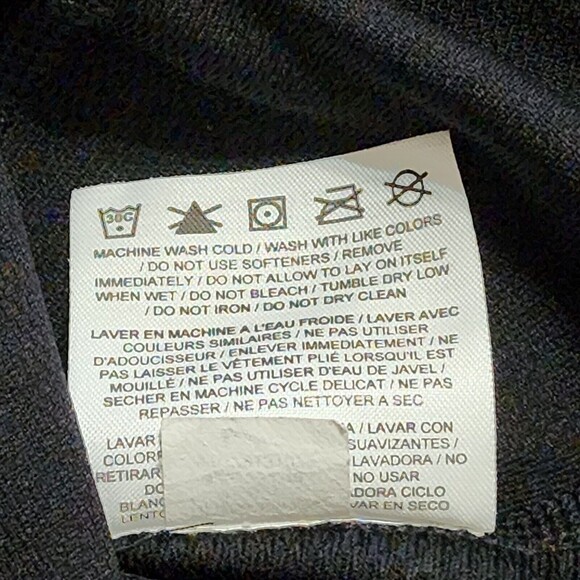 30C
MACHINE WASH COLD / WASH WITH LIKE COLORS
/ DO NOT USE SOFTENERS / REMOVE
IMMEDIATELY / DO NOT ALLOW TO LAY ON ITSELF
WHEN WET / DO NOT BLEACH / TUMBLE DRY LOW
/ DO NOT IRON / DO NOT DRY CLEAN
LAVER EN MACHINE A L'EAU FROIDE / LAVER AVEC
COULEURS SIMILAIRES / NE PAS UTILISER
D'ADOUCISSEUR / ENLEVER IMMEDIATEMENT / NE
PAS LAISSER LE VÊTEMENT PLIÉ LORSQU'IL EST
MOUILLÉ / NE PAS UTILISER D'EAU DE JAVEL /
SECHER EN MACHINE CYCLE DELICAT / NE PAS
REPASSER / NE PAS NETTOYER A SEC
LAVAR / LAVAR CON
SUAVIZANTES /
LAVADORA / NO
NO USAR
CICLO
EN SECO
LENTO